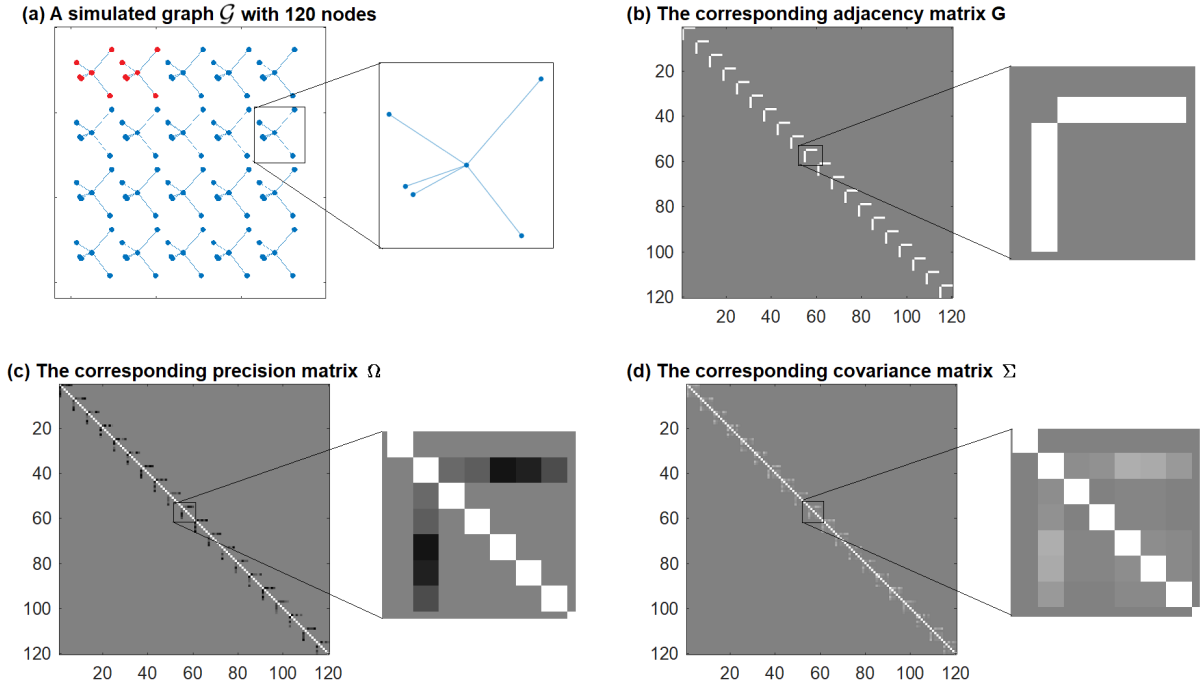 (a) A simulated graph 𝒢 with 120 nodes
(b) The corresponding adjacency matrix G
20
40
60
80
100
120
20 40 60 80 100 120
(c) The corresponding precision matrix Ω
20
40
60
80
100
120
20 40 60 80 100 120
(d) The corresponding covariance matrix Σ
20
40
60
80
100
120
20 40 60 80 100 120